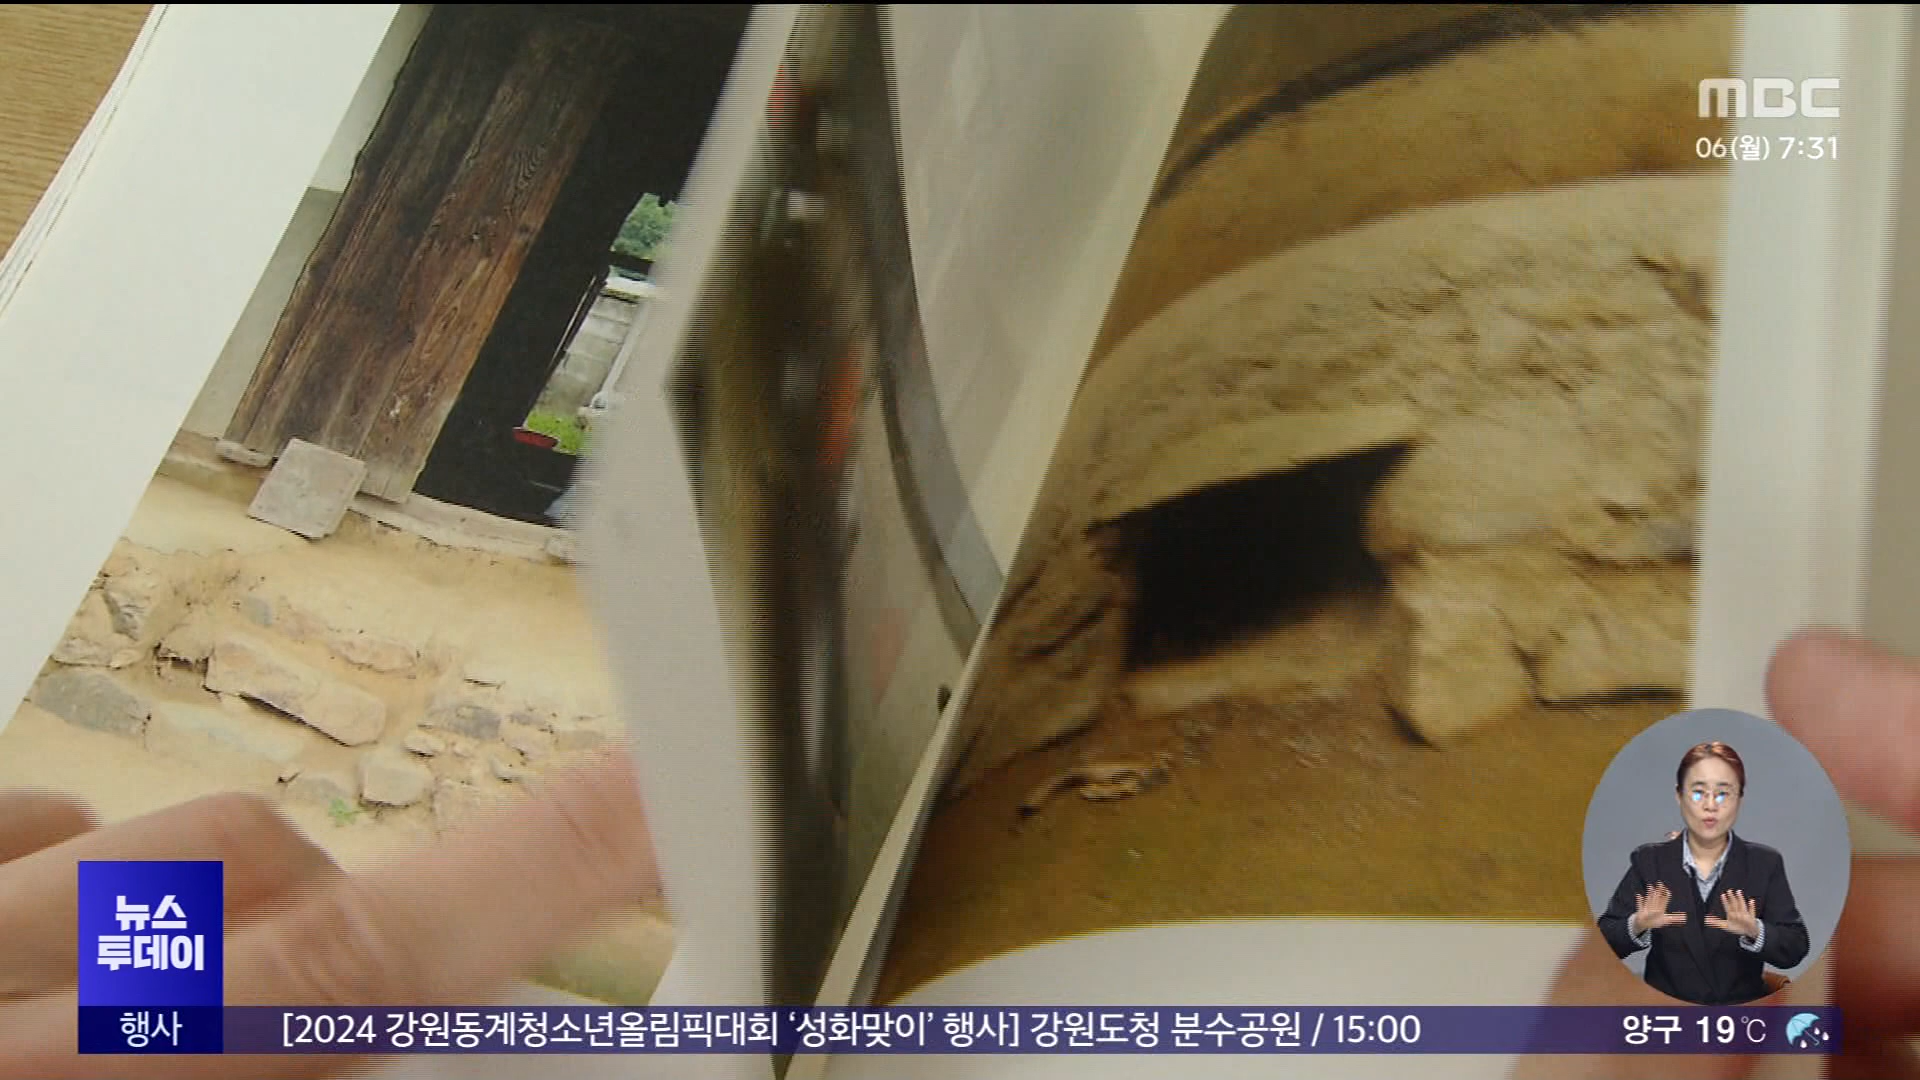 MBC
06(월) 7:31
뉴스
투데이
행사
[2024 강원동계청소년올림픽대회 ‘성화맞이’ 행사] 강원도청 분수공원 / 15:00
양구 19℃